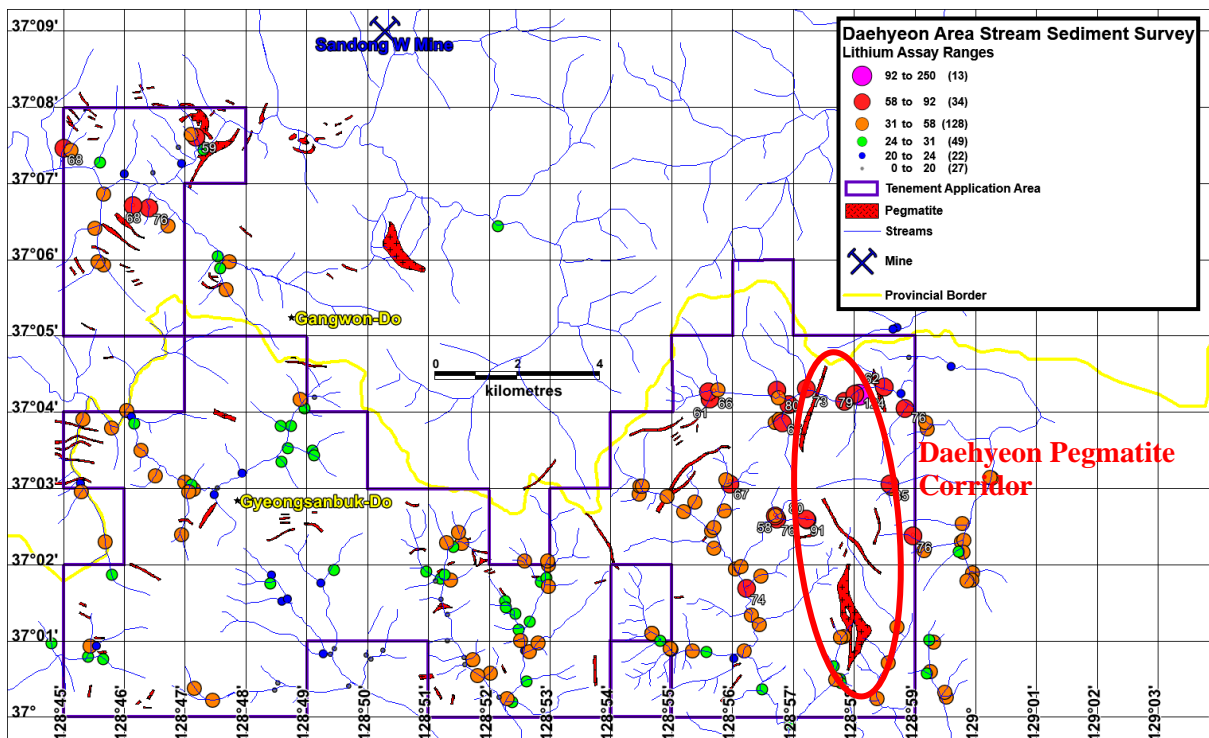 Daehyeon Area Stream Sediment Survey
Lithium Assay Ranges
92 to 250 (13)
58 to 92 (34)
31 to 58 (128)
24 to 31 (49)
20 to 24 (22)
0 to 20 (27)
Tenement Application Area
Pegmatite
Streams
Mine
Provincial Border
37°09'
Sandong W Mine
37°08'
68
59
37°07'
68
76
37°06'
Gangwon-Do
37°05'
0 2 4
kilometres
62
61
66
80
73
79
78
37°04'
Daehyeon Pegmatite
Corridor
37°03'
67
Gyeongsanbuk-Do
58
80
91
76
37°02'
74
37°01'
37°
128°45'
128°46'
128°47'
128°48'
128°49'
128°50'
128°51'
128°52'
128°53'
128°54'
128°55'
128°56'
128°57'
128°59'
129°
129°01'
129°02'
129°03'